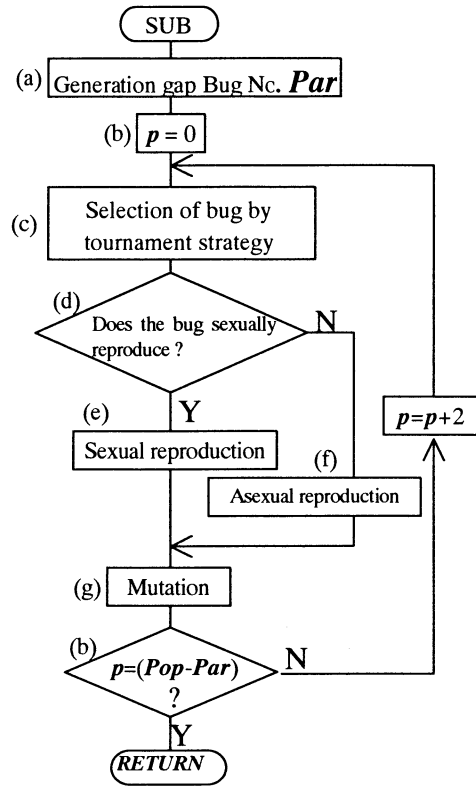 SUB
(a) Generation gap Bug Nc. Par
(b) p = 0
(c) Selection of bug by
tournament strategy
(d)
Does the bug sexually
reproduce ?
N
Y
(e)
Sexual reproduction
p=p+2
(f)
Asexual reproduction
(g) Mutation
(b)
p=(Pop-Par)
?
N
Y
RETURN